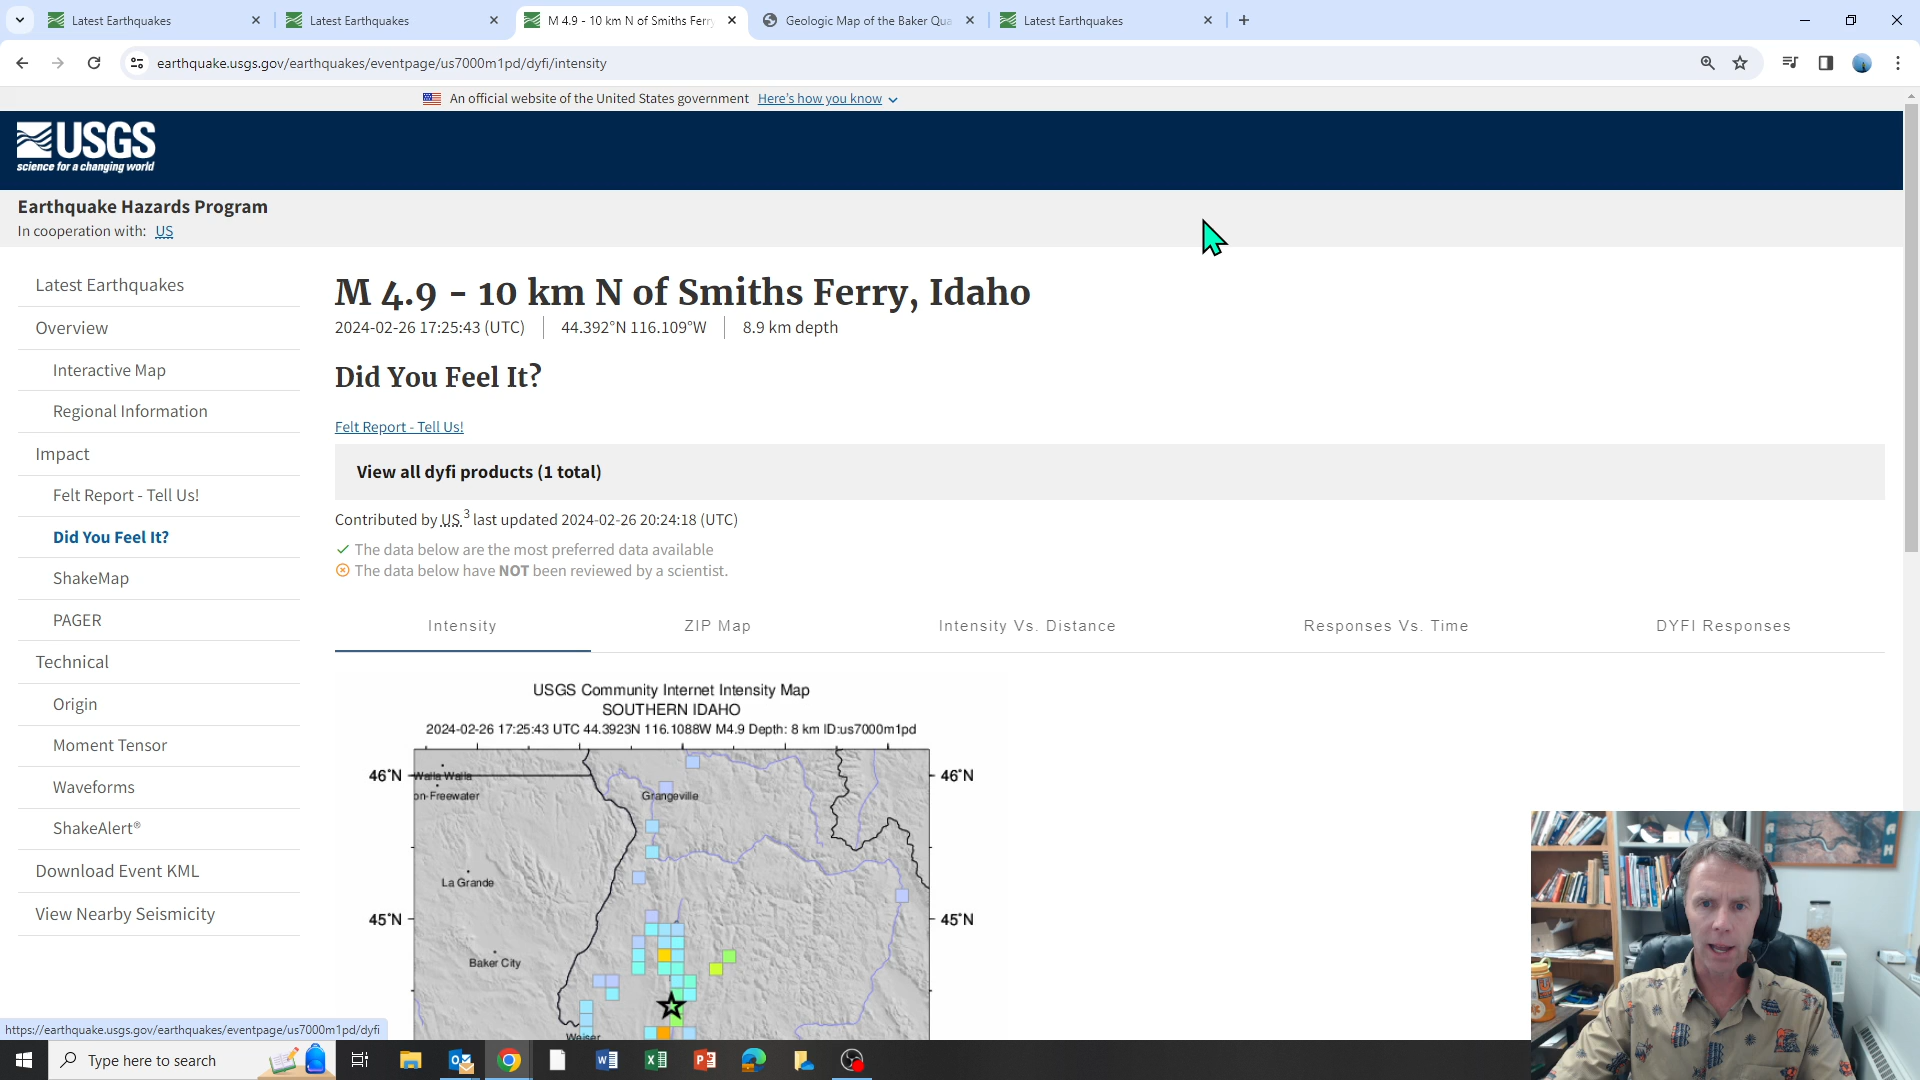 Latest Earthquakes
Latest Earthquakes
M 4.9 - 10 km N of Smiths Ferry
Geologic Map of the Baker Qua
Latest Earthquakes
earthquake.usgs.gov/earthquakes/eventpage/us7000m1pd/dyfi/intensity
An official website of the United States government Here's how you know
USGS
science for a changing world
Earthquake Hazards Program
In cooperation with: US
Latest Earthquakes
Overview
Interactive Map
Regional Information
Impact
Felt Report - Tell Us!
Did You Feel It?
ShakeMap
PAGER
Technical
Origin
Moment Tensor
Waveforms
ShakeAlert®
Download Event KML
View Nearby Seismicity
M 4.9 - 10 km N of Smiths Ferry, Idaho
2024-02-26 17:25:43 (UTC) 44.392°N 116.109°W 8.9 km depth
Did You Feel It?
Felt Report - Tell Us!
View all dyfi products (1 total)
Contributed by US 3 last updated 2024-02-26 20:24:18 (UTC)
The data below are the most preferred data available
The data below have NOT been reviewed by a scientist.
Intensity ZIP Map Intensity Vs. Distance Responses Vs. Time DYFI Responses
USGS Community Internet Intensity Map
SOUTHERN IDAHO
2024-02-26 17:25:43 UTC 44.3923N 116.1088W M4.9 Depth: 8 km ID:us7000m1pd
46°N Walla Walla 46°N
on-Freewater Grangeville
La Grande
45°N 45°N
Baker City
Weiser
https://earthquake.usgs.gov/earthquakes/eventpage/us7000m1pd/dyfi
Type here to search